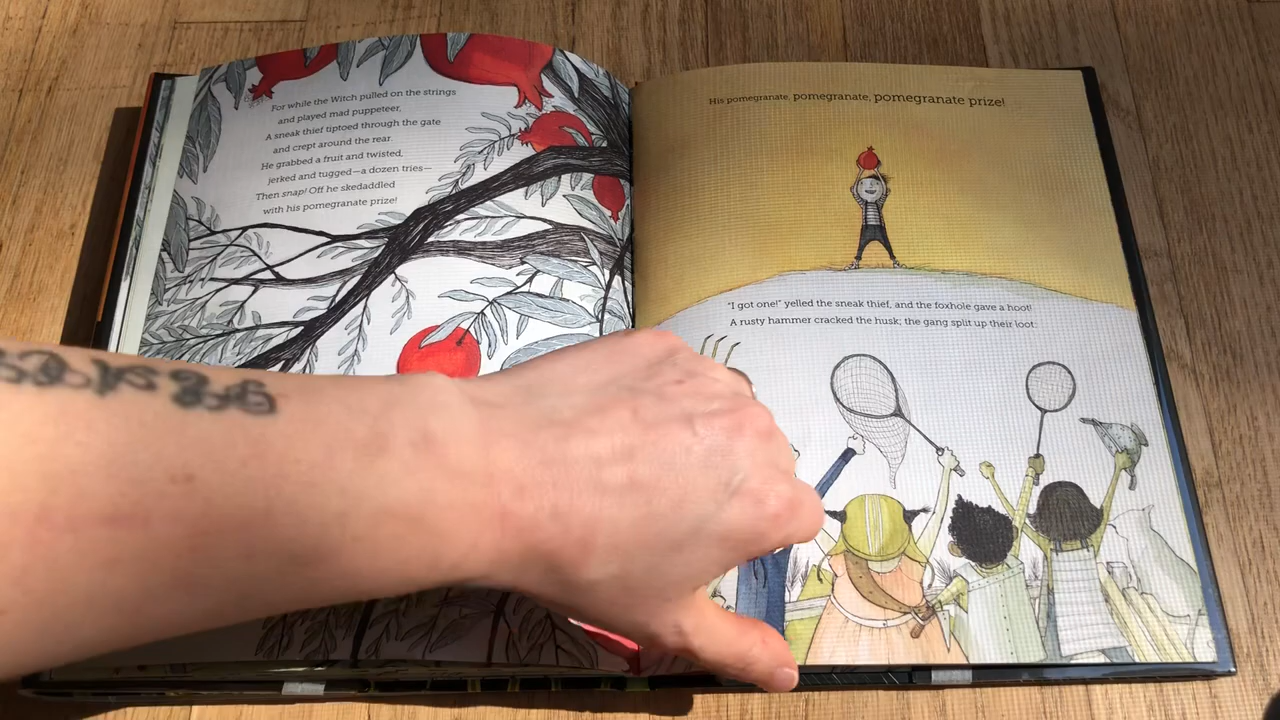 For while the Witch pulled on the strings
and played mad puppeteer,
A sneak thief tiptoed through the gate
and crept around the rear.
He grabbed a fruit and twisted,
jerked and tugged—a dozen tries—
Then snap! Off he skedaddled
with his pomegranate prize!
His pomegranate, pomegranate, pomegranate prize!
"I got one!" yelled the sneak thief, and the foxhole gave a hoot!
A rusty hammer cracked the husk; the gang split up their loot: